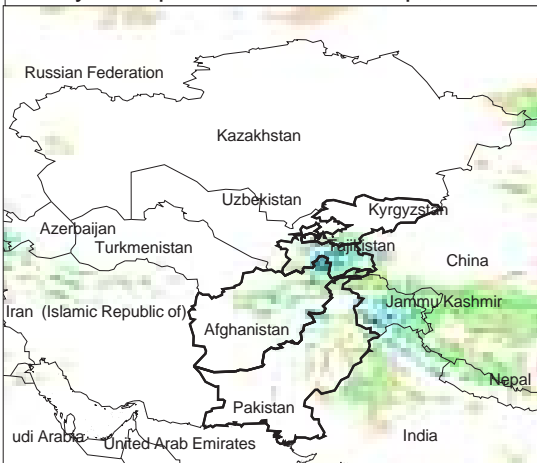 Russian Federation
Kazakhstan
Uzbekistan
Kyrgyzstan
Azerbaijan
Turkmenistan
Tajikistan
China
Iran (Islamic Republic of)
Jammu/Kashmir
Afghanistan
Nepal
Pakistan
udi Arabia
United Arab Emirates
India